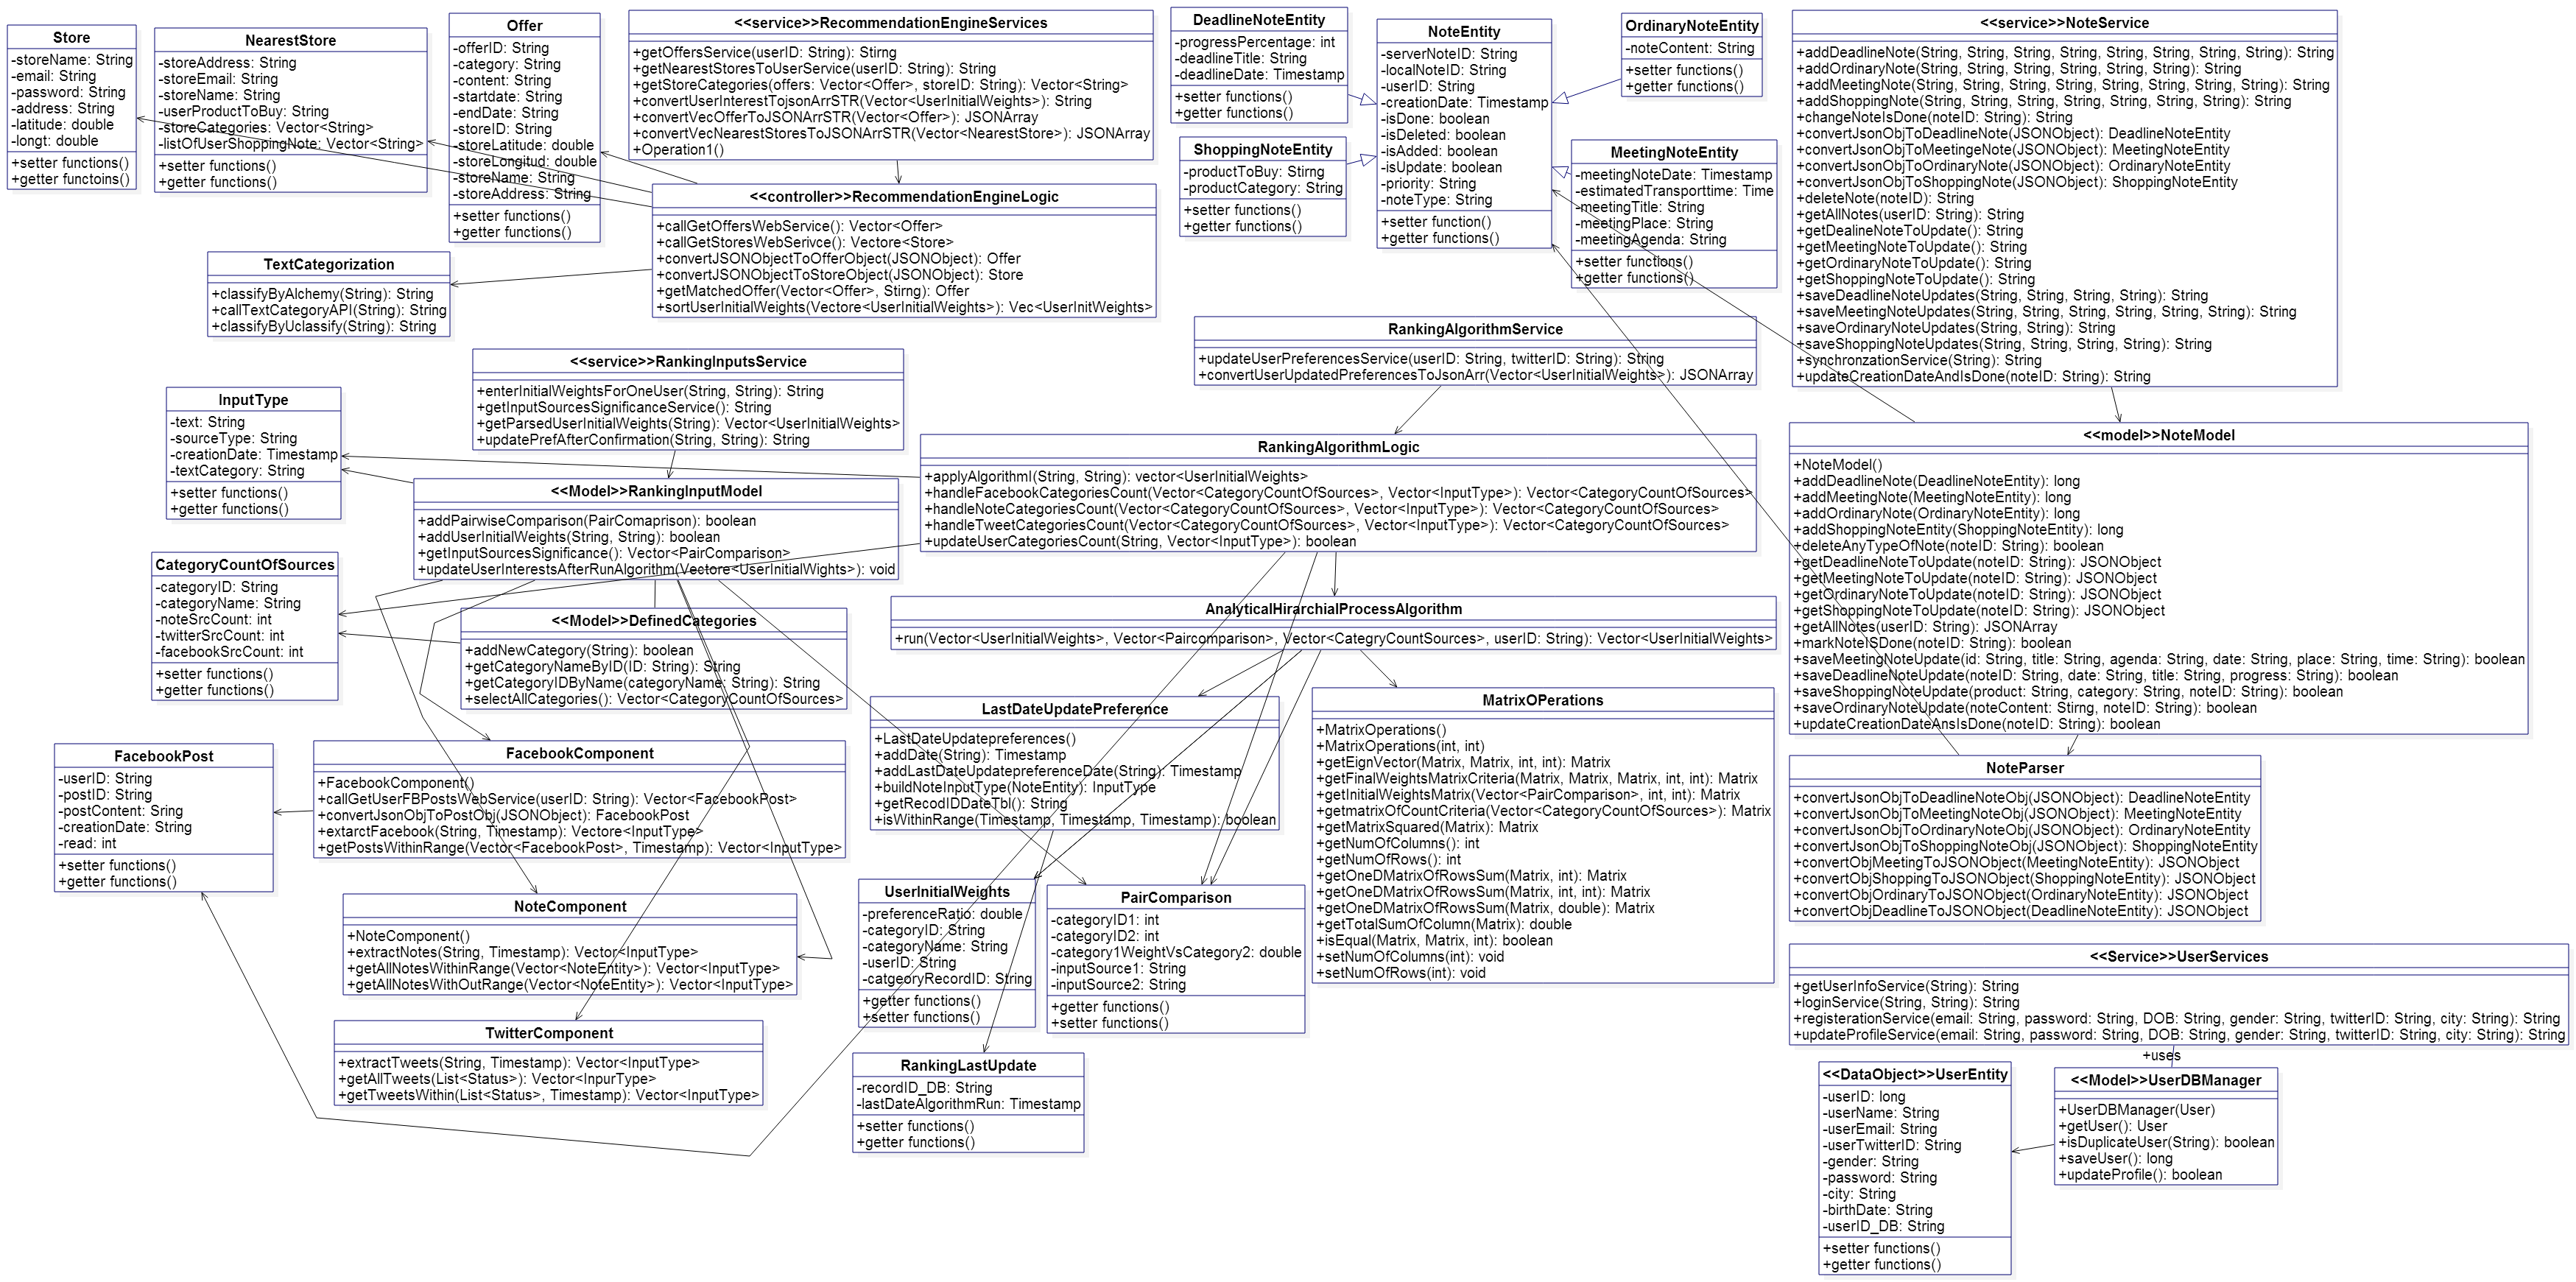 Store
-storeName: String
-email: String
-password: String
-address: String
-latitude: double
-longt: double
+setter functions()
+getter functoins()
NearestStore
-storeAddress: String
-storeEmail: String
-storeName: String
-userProductToBuy: String
-storeCategories: Vector<String>
-listOfUserShoppingNote: Vector<String>
+setter functions()
+getter functions()
Offer
-offerID: String
-category: String
-content: String
-startdate: String
-endDate: String
-storeID: String
-storeLatitude: double
-storeLongitud: double
-storeName: String
-storeAddress: String
+setter functions()
+getter functions()
<<service>>RecommendationEngineServices
+getOffersService(userID: String): Stirng
+getNearestStoresToUserService(userID: String): String
+getStoreCategories(offers: Vector<Offer>, storeID: String): Vector<String>
+convertUserInterestTojsonArrSTR(Vector<UserInitialWeights>): String
+convertVecOfferToJSONArrSTR(Vector<Offer>): JSONArray
+convertVecNearestStoresToJSONArrSTR(Vector<NearestStore>): JSONArray
+Operation1()
<<controller>>RecommendationEngineLogic
+callGetOffersWebService(): Vector<Offer>
+callGetStoresWebSerivce(): Vectore<Store>
+convertJSONObjectToOfferObject(JSONObject): Offer
+convertJSONObjectToStoreObject(JSONObject): Store
+getMatchedOffer(Vector<Offer>, Stirng): Offer
+sortUserInitialWeights(Vectore<UserInitialWeights>): Vec<UserInitWeights>
TextCategorization
+classifyByAlchemy(String): String
+callTextCategoryAPI(String): String
+classifyByUclassify(String): String
DeadlineNoteEntity
-progressPercentage: int
-deadlineTitle: String
-deadlineDate: Timestamp
+setter functions()
+getter functions()
ShoppingNoteEntity
-productToBuy: Stirng
-productCategory: String
+setter functions()
+getter functions()
NoteEntity
-serverNoteID: String
-localNoteID: String
-userID: String
-creationDate: Timestamp
-isDone: boolean
-isDeleted: boolean
-isAdded: boolean
-isUpdate: boolean
-priority: String
-noteType: String
+setter function()
+getter functions()
OrdinaryNoteEntity
-noteContent: String
+setter functions()
+getter functions()
MeetingNoteEntity
-meetingNoteDate: Timestamp
-estimatedTransporttime: Time
-meetingTitle: String
-meetingPlace: String
-meetingAgenda: String
+setter functions()
+getter functions()
<<service>>NoteService
+addDeadlineNote(String, String, String, String, String, String, String, String): String
+addOrdinaryNote(String, String, String, String, String, String): String
+addMeetingNote(String, String, String, String, String, String, String, String): String
+addShoppingNote(String, String, String, String, String, String, String): String
+changeNoteIsDone(noteID: String): String
+convertJsonObjToDeadlineNote(JSONObject): DeadlineNoteEntity
+convertJsonObjToMeetingeNote(JSONObject): MeetingNoteEntity
+convertJsonObjToOrdinaryNote(JSONObject): OrdinaryNoteEntity
+convertJsonObjToShoppingNote(JSONObject): ShoppingNoteEntity
+deleteNote(noteID): String
+getAllNotes(userID: String): String
+getDealineNoteToUpdate(): String
+getMeetingNoteToUpdate(): String
+getOrdinaryNoteToUpdate(): String
+getShoppingNoteToUpdate(): String
+saveDeadlineNoteUpdates(String, String, String, String): String
+saveMeetingNoteUpdates(String, String, String, String, String, String): String
+saveOrdinaryNoteUpdates(String, String): String
+saveShoppingNoteUpdates(String, String, String, String): String
+synchronzationService(String): String
+updateCreationDateAndIsDone(noteID: String): String
<<service>>RankingInputsService
+enterInitialWeightsForOneUser(String, String): String
+getInputSourcesSignificanceService(): String
+getParsedUserInitialWeights(String): Vector<UserInitialWeights>
+updatePrefAfterConfirmation(String, String): String
RankingAlgorithmService
+updateUserPreferencesService(userID: String, twitterID: String): String
+convertUserUpdatedPreferencesToJsonArr(Vector<UserInitialWeights>): JSONArray
InputType
-text: String
-sourceType: String
-creationDate: Timestamp
-textCategory: String
+setter functions()
+getter functions()
<<Model>>RankingInputModel
+addPairwiseComparison(PairComaprison): boolean
+addUserInitialWeights(String, String): boolean
+getInputSourcesSignificance(): Vector<PairComparison>
+updateUserInterestsAfterRunAlgorithm(Vectore<UserInitialWights>): void
RankingAlgorithmLogic
+applyAlgorithmI(String, String): vector<UserInitialWeights>
+handleFacebookCategoriesCount(Vector<CategoryCountOfSources>, Vector<InputType>): Vector<CategoryCountOfSources>
+handleNoteCategoriesCount(Vector<CategoryCountOfSources>, Vector<InputType>): Vector<CategoryCountOfSources>
+handleTweetCategoriesCount(Vector<CategoryCountOfSources>, Vector<InputType>): Vector<CategoryCountOfSources>
+updateUserCategoriesCount(String, Vector<InputType>): boolean
<<model>>NoteModel
+NoteModel()
+addDeadlineNote(DeadlineNoteEntity): long
+addMeetingNote(MeetingNoteEntity): long
+addOrdinaryNote(OrdinaryNoteEntity): long
+addShoppingNoteEntity(ShoppingNoteEntity): long
+deleteAnyTypeOfNote(noteID: String): boolean
+getDeadlineNoteToUpdate(noteID: String): JSONObject
+getMeetingNoteToUpdate(noteID: String): JSONObject
+getOrdinaryNoteToUpdate(noteID: String): JSONObject
+getShoppingNoteToUpdate(noteID: String): JSONObject
+getAllNotes(userID: String): JSONArray
+markNoteISDone(noteID: String): boolean
+saveMeetingNoteUpdate(id: String, title: String, agenda: String, date: String, place: String, time: String): boolean
+saveDeadlineNoteUpdate(noteID: String, date: String, title: String, progress: String): boolean
+saveShoppingNoteUpdate(product: String, category: String, noteID: String): boolean
+saveOrdinaryNoteUpdate(noteContent: Stirng, noteID: String): boolean
+updateCreationDateAnsIsDone(noteID: String): boolean
CategoryCountOfSources
-categoryID: String
-categoryName: String
-noteSrcCount: int
-twitterSrcCount: int
-facebookSrcCount: int
+setter functions()
+getter functions()
<<Model>>DefinedCategories
+addNewCategory(String): boolean
+getCategoryNameByID(ID: String): String
+getCategoryIDByName(categoryName: String): String
+selectAllCategories(): Vector<CategoryCountOfSources>
AnalyticalHirarchialProcessAlgorithm
+run(Vector<UserInitialWeights>, Vector<Paircomparison>, Vector<CategryCountSources>, userID: String): Vector<UserInitialWeights>
LastDateUpdatePreference
+LastDateUpdatepreferences()
+addDate(String): Timestamp
+addLastDateUpdatepreferenceDate(String): Timestamp
+buildNoteInputType(NoteEntity): InputType
+getRecodIDDateTbl(): String
+isWithinRange(Timestamp, Timestamp, Timestamp): boolean
MatrixOPerations
+MatrixOperations()
+MatrixOperations(int, int)
+getEignVector(Matrix, Matrix, int, int): Matrix
+getFinalWeightsMatrixCriteria(Matrix, Matrix, Matrix, int, int): Matrix
+getInitialWeightsMatrix(Vector<PairComparison>, int, int): Matrix
+getmatrixOfCountCriteria(Vector<CategoryCountOfSources>): Matrix
+getMatrixSquared(Matrix): Matrix
+getNumOfColumns(): int
+getNumOfRows(): int
+getOneDMatrixOfRowsSum(Matrix, int): Matrix
+getOneDMatrixOfRowsSum(Matrix, int, int): Matrix
+getOneDMatrixOfRowsSum(Matrix, double): Matrix
+getTotalSumOfColumn(Matrix): double
+isEqual(Matrix, Matrix, int): boolean
+setNumOfColumns(int): void
+setNumOfRows(int): void
FacebookPost
-userID: String
-postID: String
-postContent: Sring
-creationDate: String
-read: int
+setter functions()
+getter functions()
FacebookComponent
+FacebookComponent()
+callGetUserFBPostsWebService(userID: String): Vector<FacebookPost>
+convertJsonObjToPostObj(JSONObject): FacebookPost
+extarctFacebook(String, Timestamp): Vectore<InputType>
+getPostsWithinRange(Vector<FacebookPost>, Timestamp): Vector<InputType>
NoteComponent
+NoteComponent()
+extractNotes(String, Timestamp): Vector<InputType>
+getAllNotesWithinRange(Vector<NoteEntity>): Vector<InputType>
+getAllNotesWithOutRange(Vector<NoteEntity>): Vector<InputType>
TwitterComponent
+extractTweets(String, Timestamp): Vector<InputType>
+getAllTweets(List<Status>): Vector<InpurType>
+getTweetsWithin(List<Status>, Timestamp): Vector<InputType>
UserInitialWeights
-preferenceRatio: double
-categoryID: String
-categoryName: String
-userID: String
-catgeoryRecordID: String
+getter functions()
+setter functions()
PairComparison
-categoryID1: int
-categoryID2: int
-category1WeightVsCategory2: double
-inputSource1: String
-inputSource2: String
+getter functions()
+setter functions()
RankingLastUpdate
-recordID_DB: String
-lastDateAlgorithmRun: Timestamp
+setter functions()
+getter functions()
NoteParser
+convertJsonObjToDeadlineNoteObj(JSONObject): DeadlineNoteEntity
+convertJsonObjToMeetingNoteObj(JSONObject): MeetingNoteEntity
+convertJsonObjToOrdinaryNoteObj(JSONObject): OrdinaryNoteEntity
+convertJsonObjToShoppingNoteObj(JSONObject): ShoppingNoteEntity
+convertObjMeetingToJSONObject(MeetingNoteEntity): JSONObject
+convertObjShoppingToJSONObject(ShoppingNoteEntity): JSONObject
+convertObjOrdinaryToJSONObject(OrdinaryNoteEntity): JSONObject
+convertObjDeadlineToJSONObject(DeadlineNoteEntity): JSONObject
<<Service>>UserServices
+getUserInfoService(String): String
+loginService(String, String): String
+registerationService(email: String, password: String, DOB: String, gender: String, twitterID: String, city: String): String
+updateProfileService(email: String, password: String, DOB: String, gender: String, twitterID: String, city: String): String
+uses
<<DataObject>>UserEntity
-userID: long
-userName: String
-userEmail: String
-userTwitterID: String
-gender: String
-password: String
-city: String
-birthDate: String
-userID_DB: String
+setter functions()
+getter functions()
<<Model>>UserDBManager
+UserDBManager(User)
+getUser(): User
+isDuplicateUser(String): boolean
+saveUser(): long
+updateProfile(): boolean